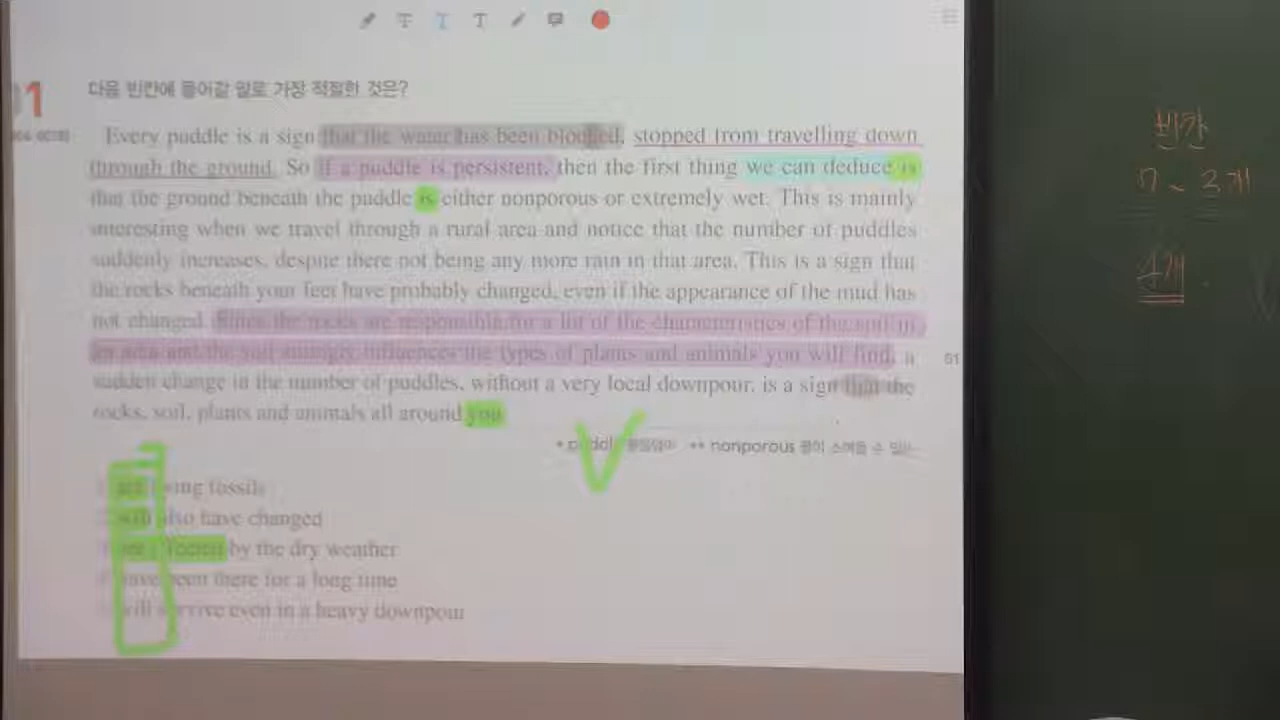 1
다음 빈칸에 들어갈 말로 가장 적절한 것은?
Every puddle is a sign that the water has been blocked, stopped from travelling down
through the ground. So if a puddle is persistent, then the first thing we can deduce is
that the ground beneath the puddle is either nonporous or extremely wet. This is mainly
interesting when we travel through a rural area and notice that the number of puddles
suddenly increases, despite there not being any more rain in that area. This is a sign that
the rocks beneath your feet have probably changed, even if the appearance of the mud has
not changed. Since the rocks are responsible for a lot of the characteristics of the soil in
an area and the soil strongly influences the types of plants and animals you will find, a
sudden change in the number of puddles, without a very local downpour, is a sign that the
rocks, soil, plants and animals all around you
* puddle 물웅덩이 ** nonporous 물이 스며들 수 없는
fossils
will also have changed
by the dry weather
have been there for a long time
will survive even in a heavy downpour
빈칸
4개